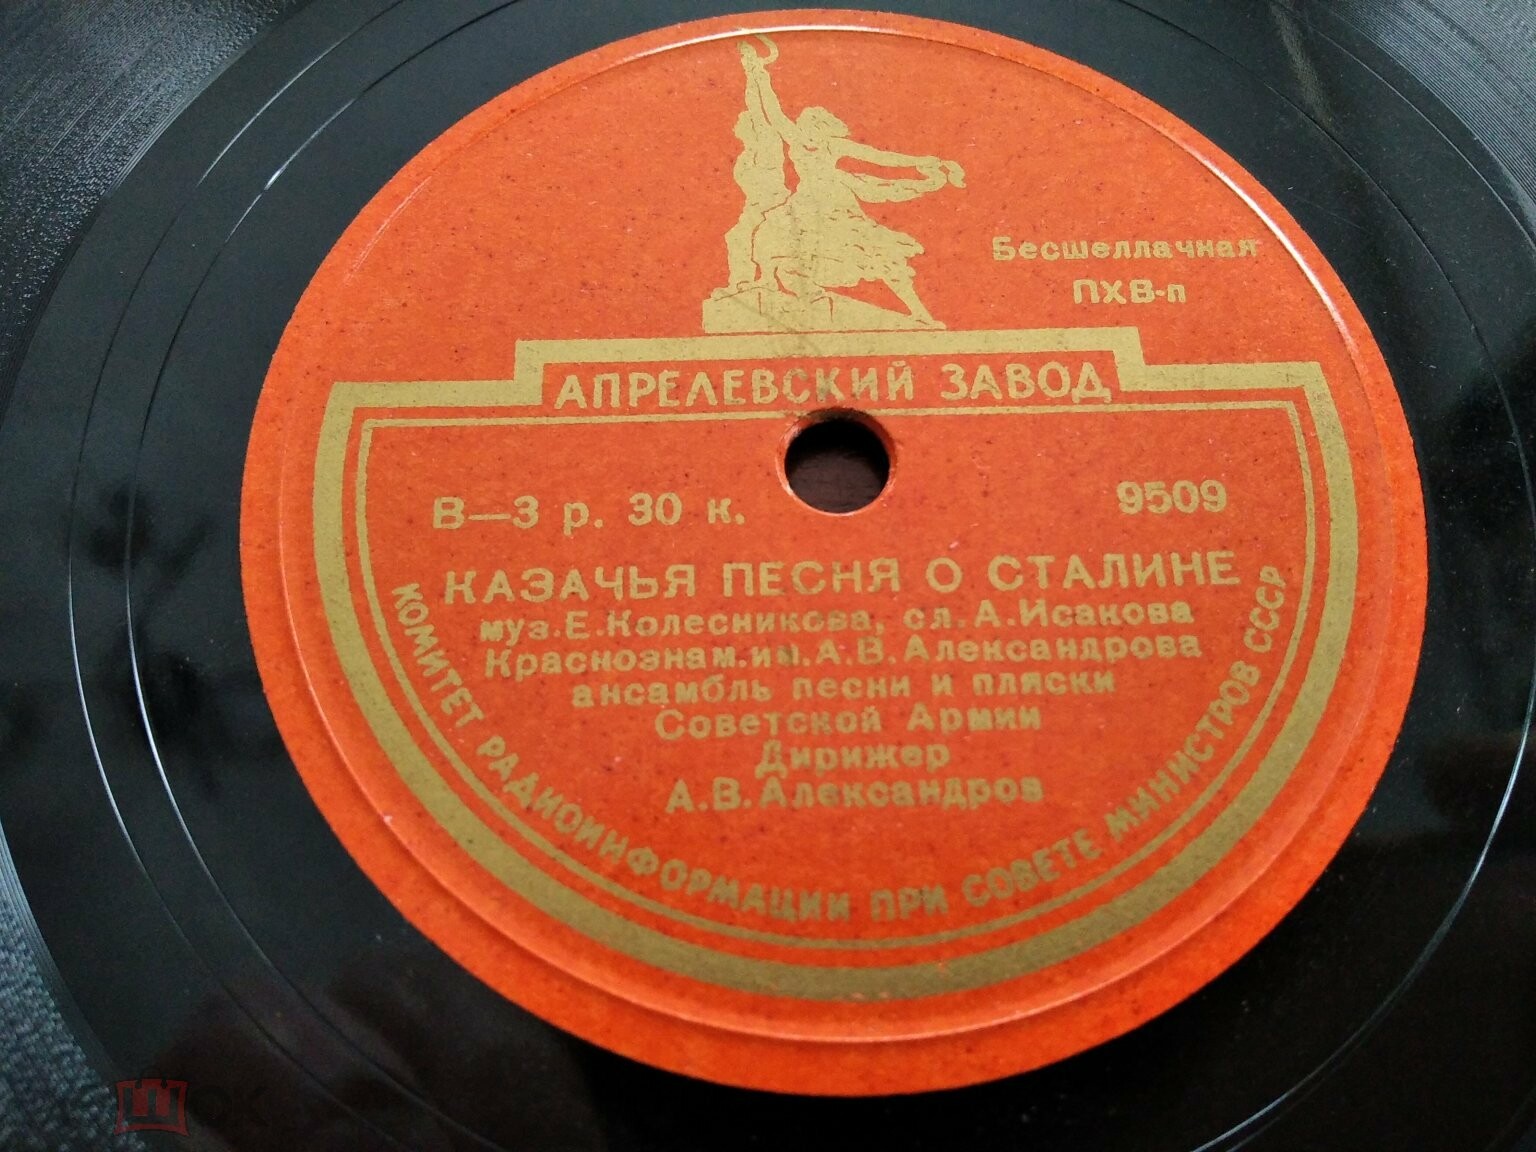 Бесшеллачная
ПХВ-п
АПРЕЛЕВСКИЙ ЗАВОД
В—3 р. 30 к.
9509
КАЗАЧЬЯ ПЕСНЯ О СТАЛИНЕ
муз.Е.Колесникова, сл.А.Исакова
Краснознам.им.А.В.Александрова
ансамбль песни и пляски
Советской Армии
Дирижер
А.В.Александров
КОМИТЕТ РАДИОИНФОРМАЦИИ ПРИ СОВЕТЕ МИНИСТРОВ СССР